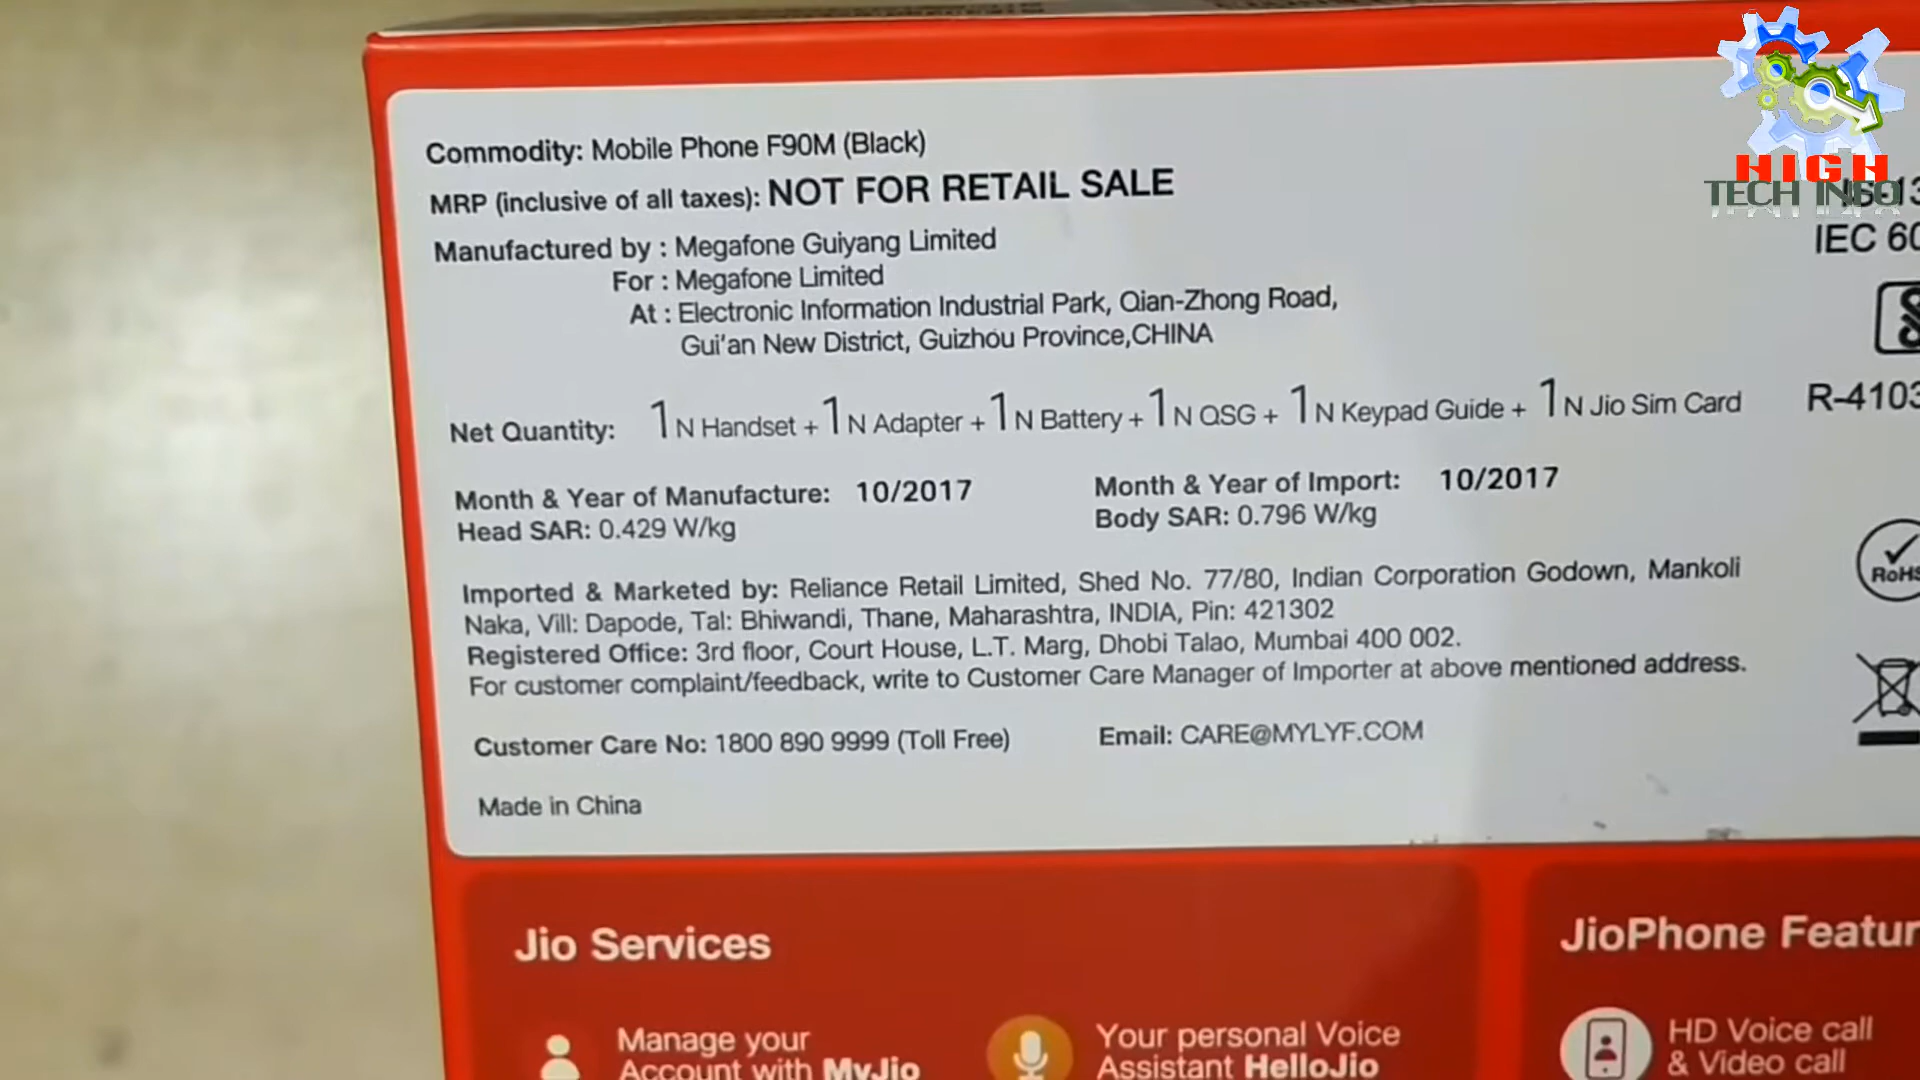 HIGH
TECH INFO
Commodity: Mobile Phone F90M (Black)
MRP (inclusive of all taxes): NOT FOR RETAIL SALE
Manufactured by : Megafone Guiyang Limited
For : Megafone Limited
At : Electronic Information Industrial Park, Qian-Zhong Road,
Gui'an New District, Guizhou Province,CHINA
IEC 60
R-4103
Net Quantity: 1N Handset + 1N Adapter + 1N Battery + 1N QSG + 1N Keypad Guide + 1N Jio Sim Card
Month & Year of Manufacture: 10/2017 Month & Year of Import: 10/2017
Head SAR: 0.429 W/kg Body SAR: 0.796 W/kg
RoHS
Imported & Marketed by: Reliance Retail Limited, Shed No. 77/80, Indian Corporation Godown, Mankoli
Naka, Vill: Dapode, Tal: Bhiwandi, Thane, Maharashtra, INDIA, Pin: 421302
Registered Office: 3rd floor, Court House, L.T. Marg, Dhobi Talao, Mumbai 400 002.
For customer complaint/feedback, write to Customer Care Manager of Importer at above mentioned address.
Customer Care No: 1800 890 9999 (Toll Free) Email: CARE@MYLYF.COM
Made in China
Jio Services
Manage your
Account with MyJio
Your personal Voice
Assistant HelloJio
JioPhone Featur
HD Voice call
& Video call